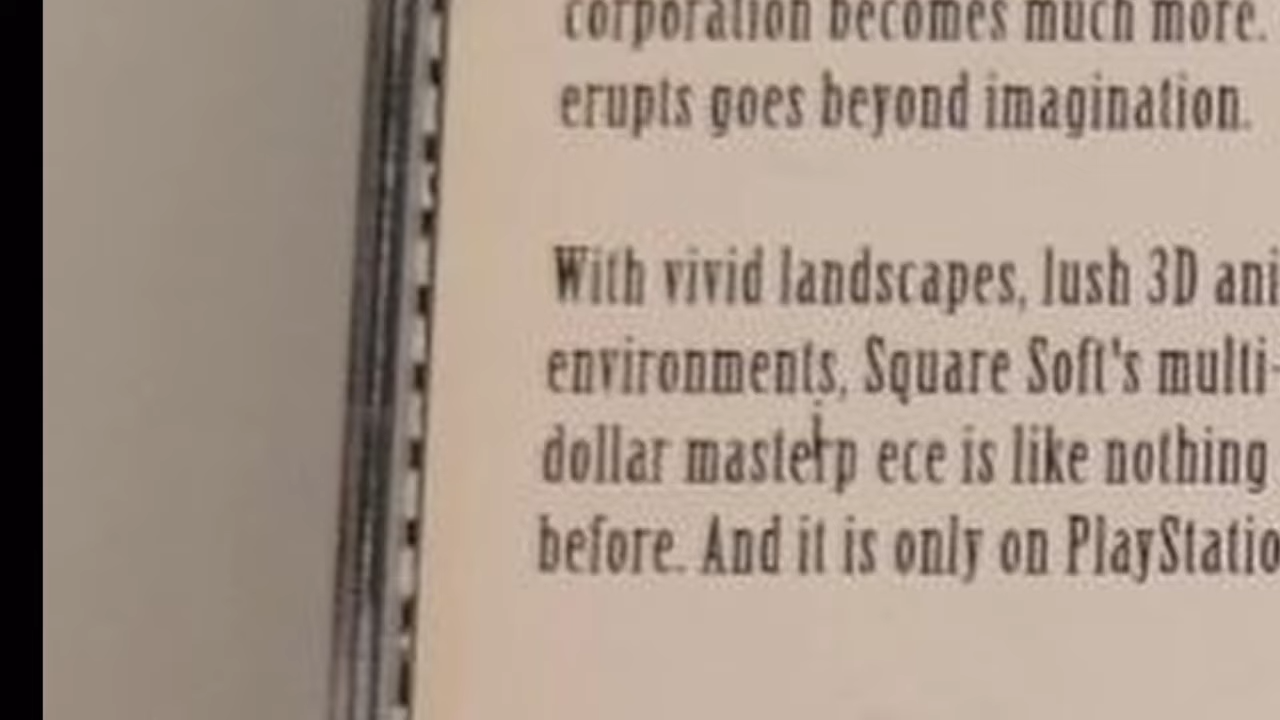 corporation becomes much more.
erupts goes beyond imagination.
With vivid landscapes, lush 3D ani
environments, Square Soft's multi-
dollar masterp ece is like nothing
before. And it is only on PlayStatio